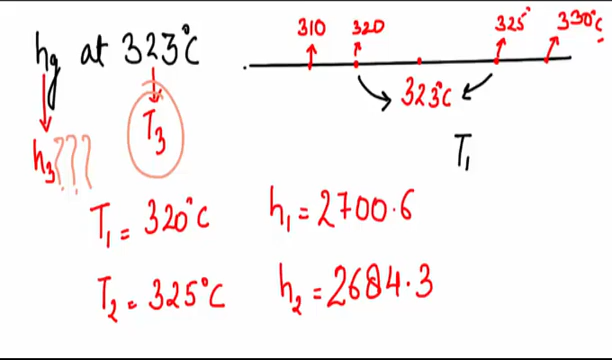 hg at 323°C
310 320 325° 330°C
323°C
T3
h3???
T1
T1 = 320°C h1 = 2700.6
T2 = 325°C h2 = 2684.3